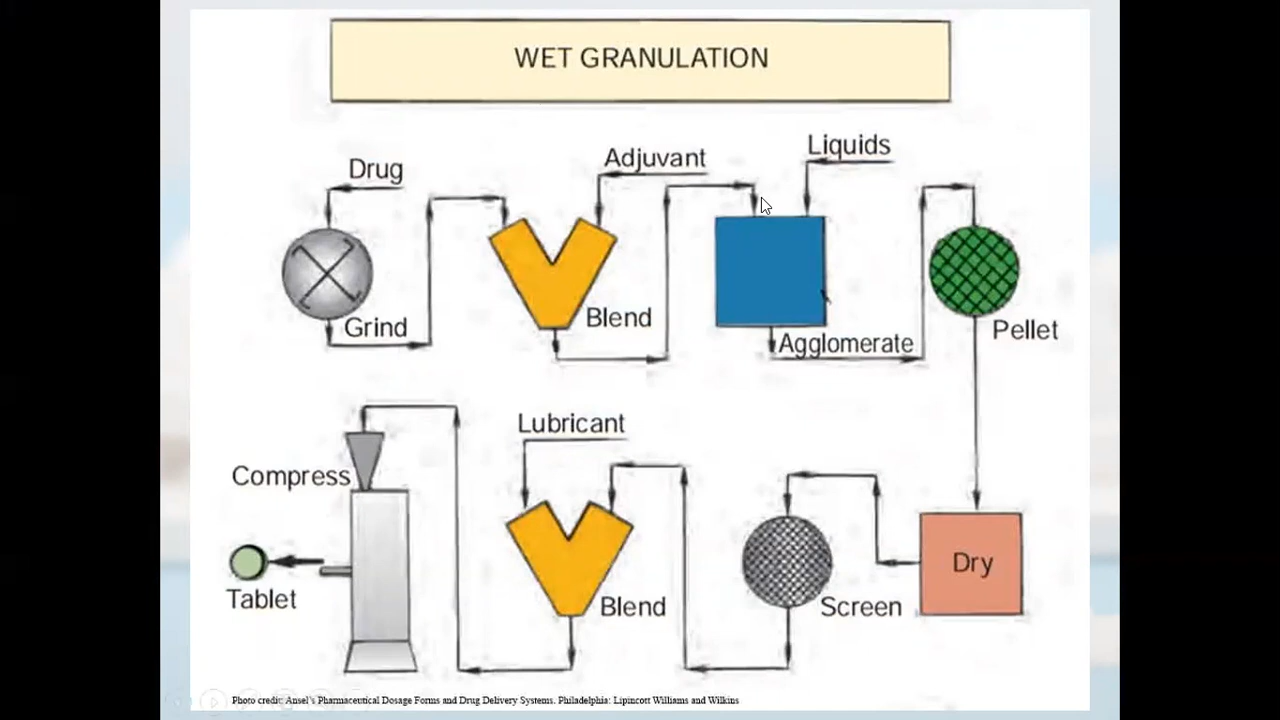 WET GRANULATION
Drug
Adjuvant
Liquids
Grind
Blend
Agglomerate
Pellet
Lubricant
Compress
Dry
Tablet
Blend
Screen
Photo credit: Ansel's Pharmaceutical Dosage Forms and Drug Delivery Systems. Philadelphia: Lipincott Williams and Wilkins